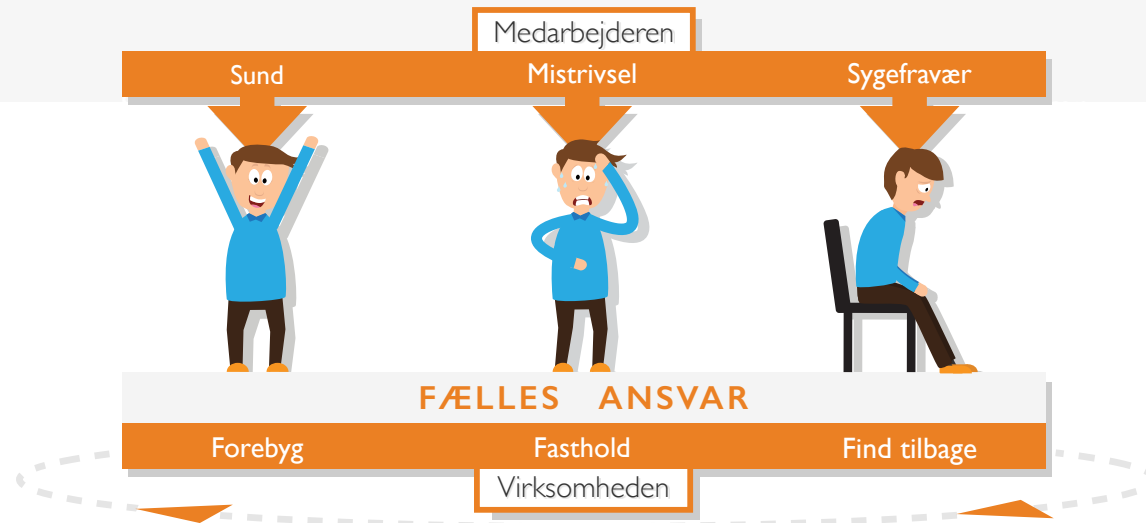 Medarbejderen
Sund Mistrivsel Sygefravær
FÆLLES ANSVAR
Forebyg Fasthold Find tilbage
Virksomheden